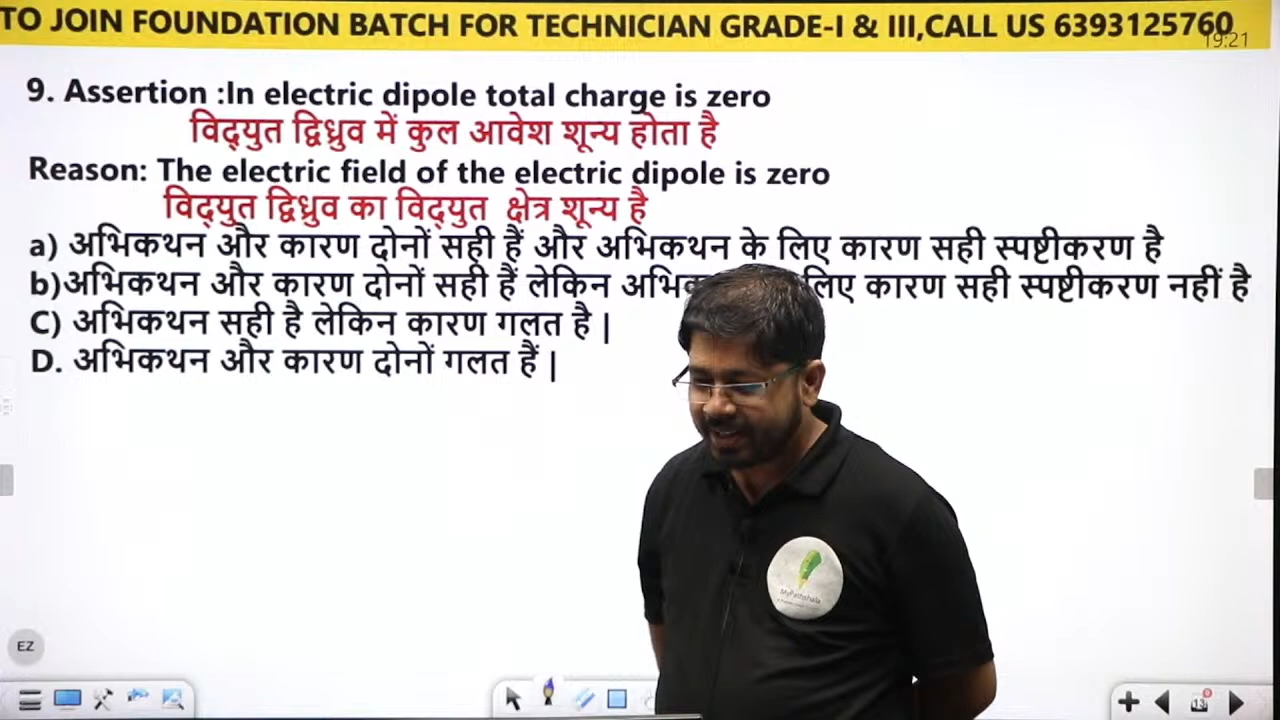 TO JOIN FOUNDATION BATCH FOR TECHNICIAN GRADE-I & III,CALL US 6393125760
19:21
9. Assertion :In electric dipole total charge is zero
विद्युत द्विध्रुव में कुल आवेश शून्य होता है
Reason: The electric field of the electric dipole is zero
विद्युत द्विध्रुव का विद्युत क्षेत्र शून्य है
a) अभिकथन और कारण दोनों सही हैं और अभिकथन के लिए कारण सही स्पष्टीकरण है
b)अभिकथन और कारण दोनों सही हैं लेकिन लिए कारण सही स्पष्टीकरण नहीं है
C) अभिकथन सही है लेकिन कारण गलत है |
D. अभिकथन और कारण दोनों गलत हैं |
MyPathshala
EZ
13